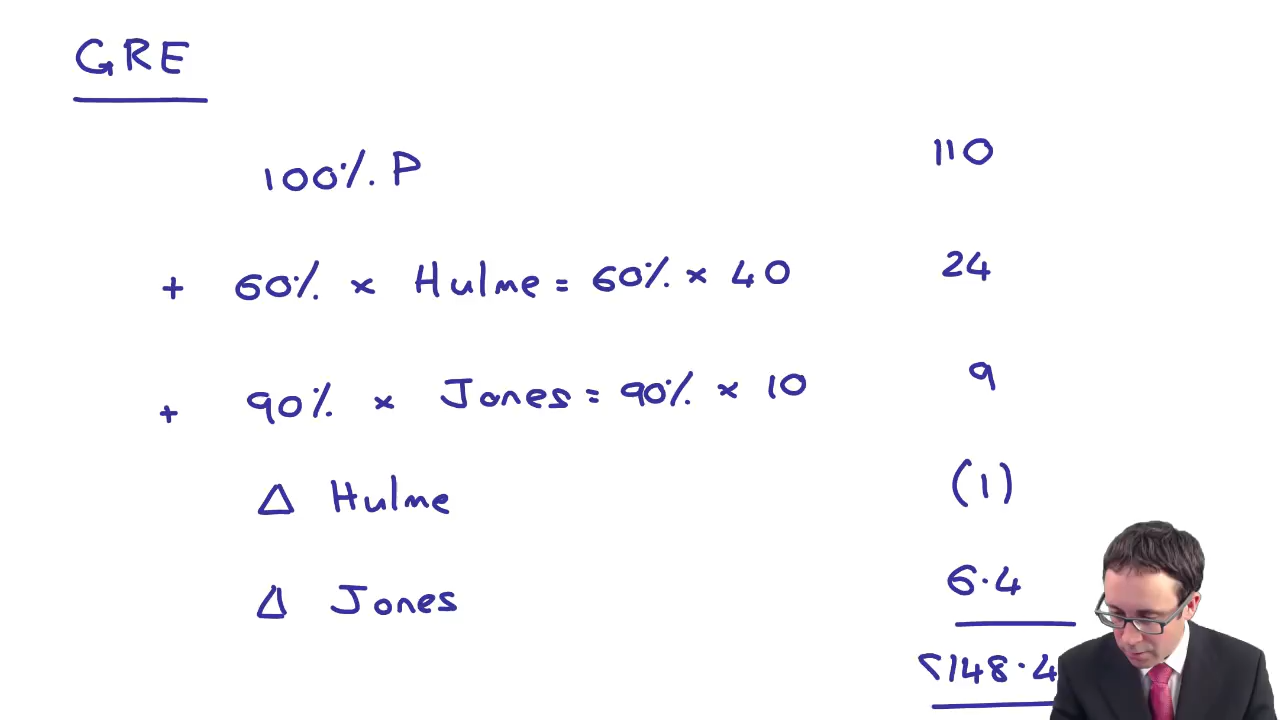 GRE
100% P 110
+ 60% × Hulme = 60% × 40 24
+ 90% × Jones = 90% × 10 9
Δ Hulme (1)
Δ Jones 6.4
148.4